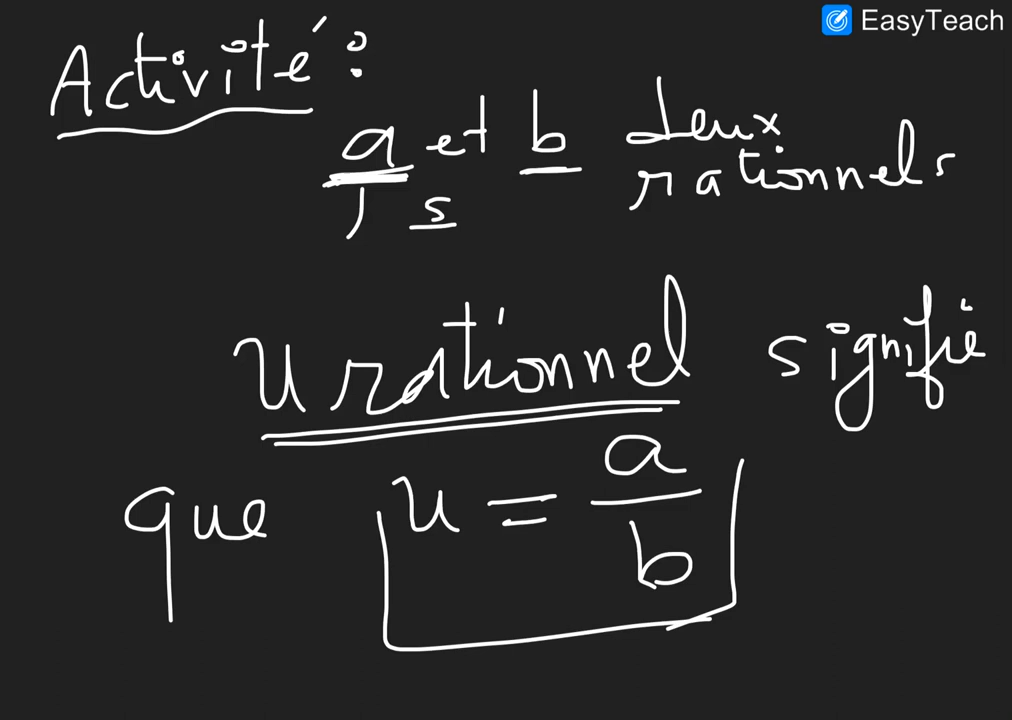 EasyTeach
Activité :
a et b deux
rationnels
s
u rationnel signifie
que u = a/b